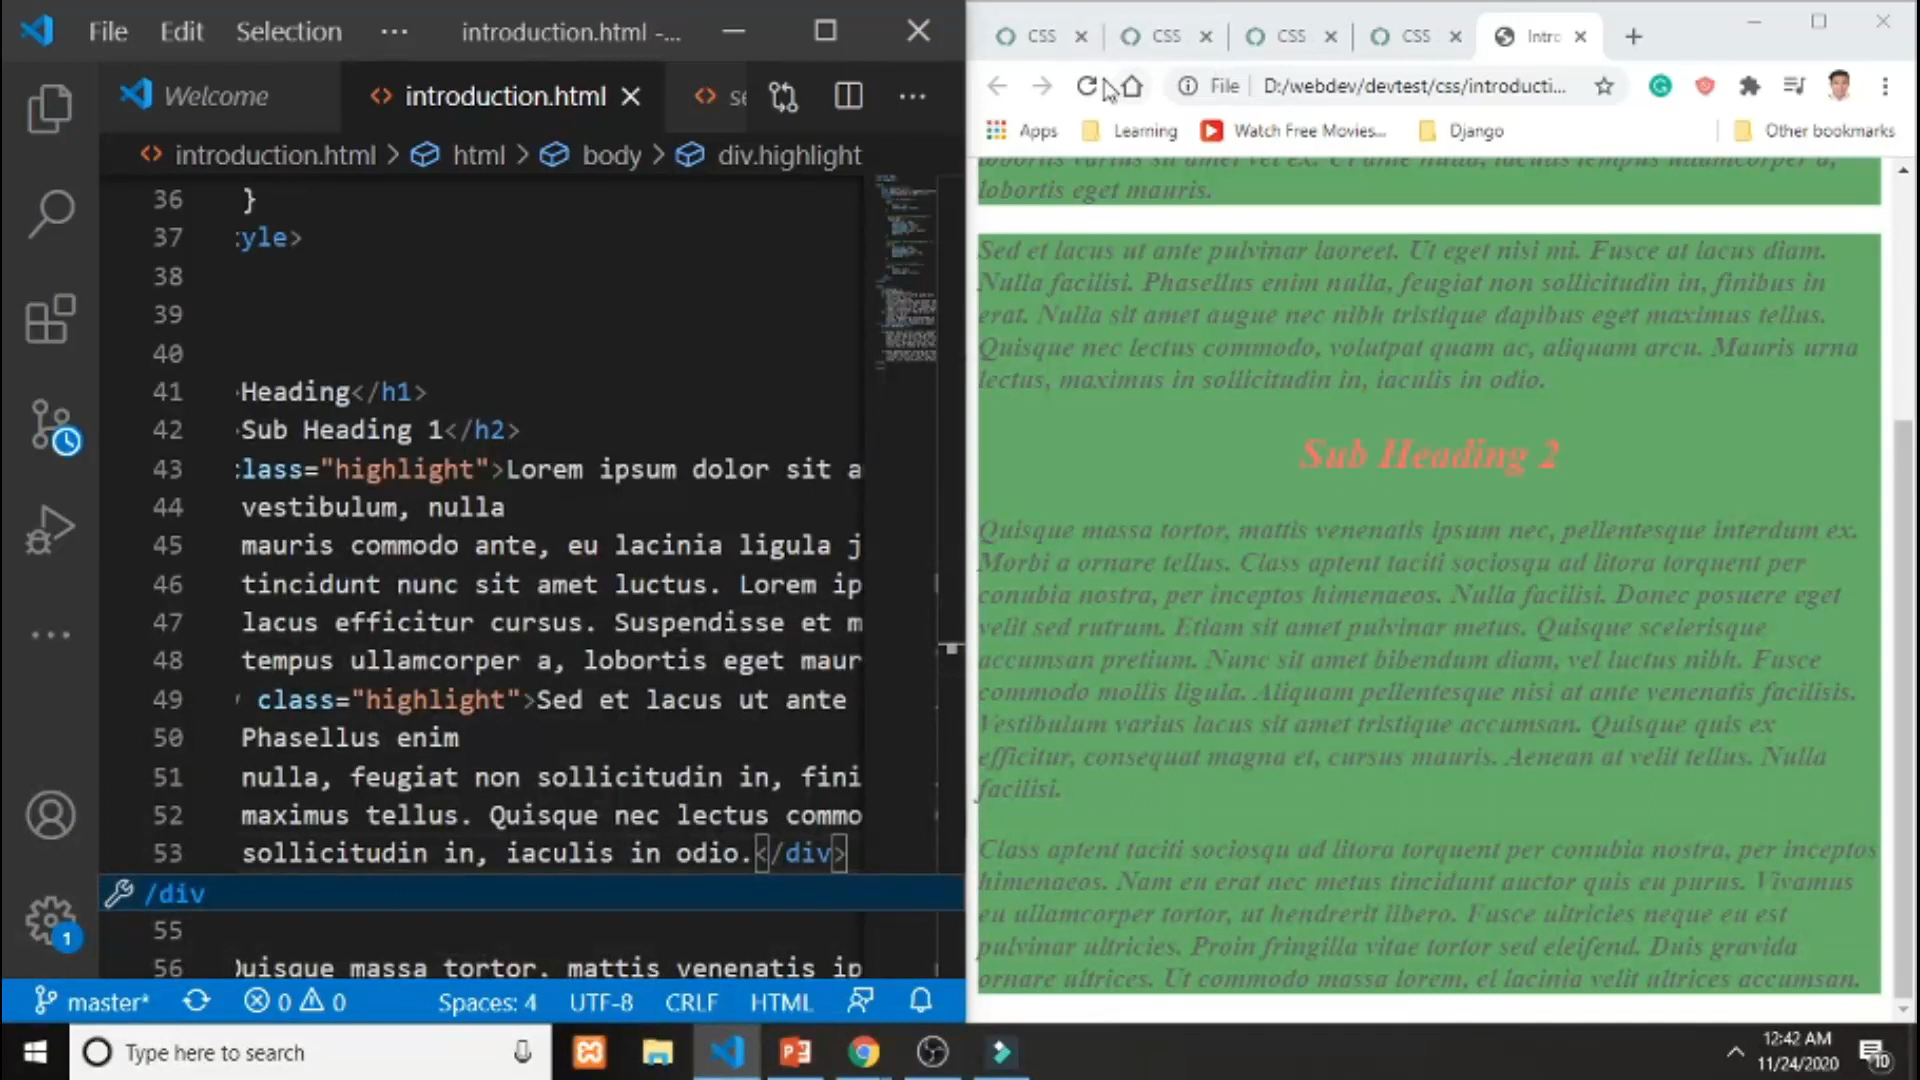 File Edit Selection ··· introduction.html -...
Welcome introduction.html
introduction.html > html > body > div.highlight
36 }
37 yle>
38
39
40
41 Heading</h1>
42 Sub Heading 1</h2>
43 lass="highlight">Lorem ipsum dolor sit a
44 vestibulum, nulla
45 mauris commodo ante, eu lacinia ligula j
46 tincidunt nunc sit amet luctus. Lorem ip
47 lacus efficitur cursus. Suspendisse et m
48 tempus ullamcorper a, lobortis eget maur
49 class="highlight">Sed et lacus ut ante
50 Phasellus enim
51 nulla, feugiat non sollicitudin in, fini
52 maximus tellus. Quisque nec lectus commo
53 sollicitudin in, iaculis in odio.</div>
/div
55
56 Quisque massa tortor, mattis venenatis ip
master* 0 0 Spaces: 4 UTF-8 CRLF HTML
1
CSS CSS CSS CSS Intro
File D:/webdev/devtest/css/introducti...
Apps Learning Watch Free Movies... Django Other bookmarks
lobortis varius sit amet vel ex. Ut ante nulla, iaculis tempus ullamcorper a,
lobortis eget mauris.
Sed et lacus ut ante pulvinar laoreet. Ut eget nisi mi. Fusce at lacus diam.
Nulla facilisi. Phasellus enim nulla, feugiat non sollicitudin in, finibus in
erat. Nulla sit amet augue nec nibh tristique dapibus eget maximus tellus.
Quisque nec lectus commodo, volutpat quam ac, aliquam arcu. Mauris urna
lectus, maximus in sollicitudin in, iaculis in odio.
Sub Heading 2
Quisque massa tortor, mattis venenatis ipsum nec, pellentesque interdum ex.
Morbi a ornare tellus. Class aptent taciti sociosqu ad litora torquent per
conubia nostra, per inceptos himenaeos. Nulla facilisi. Donec posuere eget
velit sed rutrum. Etiam sit amet pulvinar metus. Quisque scelerisque
accumsan pretium. Nunc sit amet bibendum diam, vel luctus nibh. Fusce
commodo mollis ligula. Aliquam pellentesque nisi at ante venenatis facilisis.
Vestibulum varius lacus sit amet tristique accumsan. Quisque quis ex
efficitur, consequat magna et, cursus mauris. Aenean at velit tellus. Nulla
facilisi.
Class aptent taciti sociosqu ad litora torquent per conubia nostra, per inceptos
himenaeos. Nam eu erat nec metus tincidunt auctor quis eu purus. Vivamus
eu ullamcorper tortor, ut hendrerit libero. Fusce ultricies neque eu est
pulvinar ultricies. Proin fringilla vitae tortor sed eleifend. Duis gravida
ornare ultrices. Ut commodo massa lorem, el lacinia velit ultrices accumsan.
Type here to search
12:42 AM
11/24/2020
10